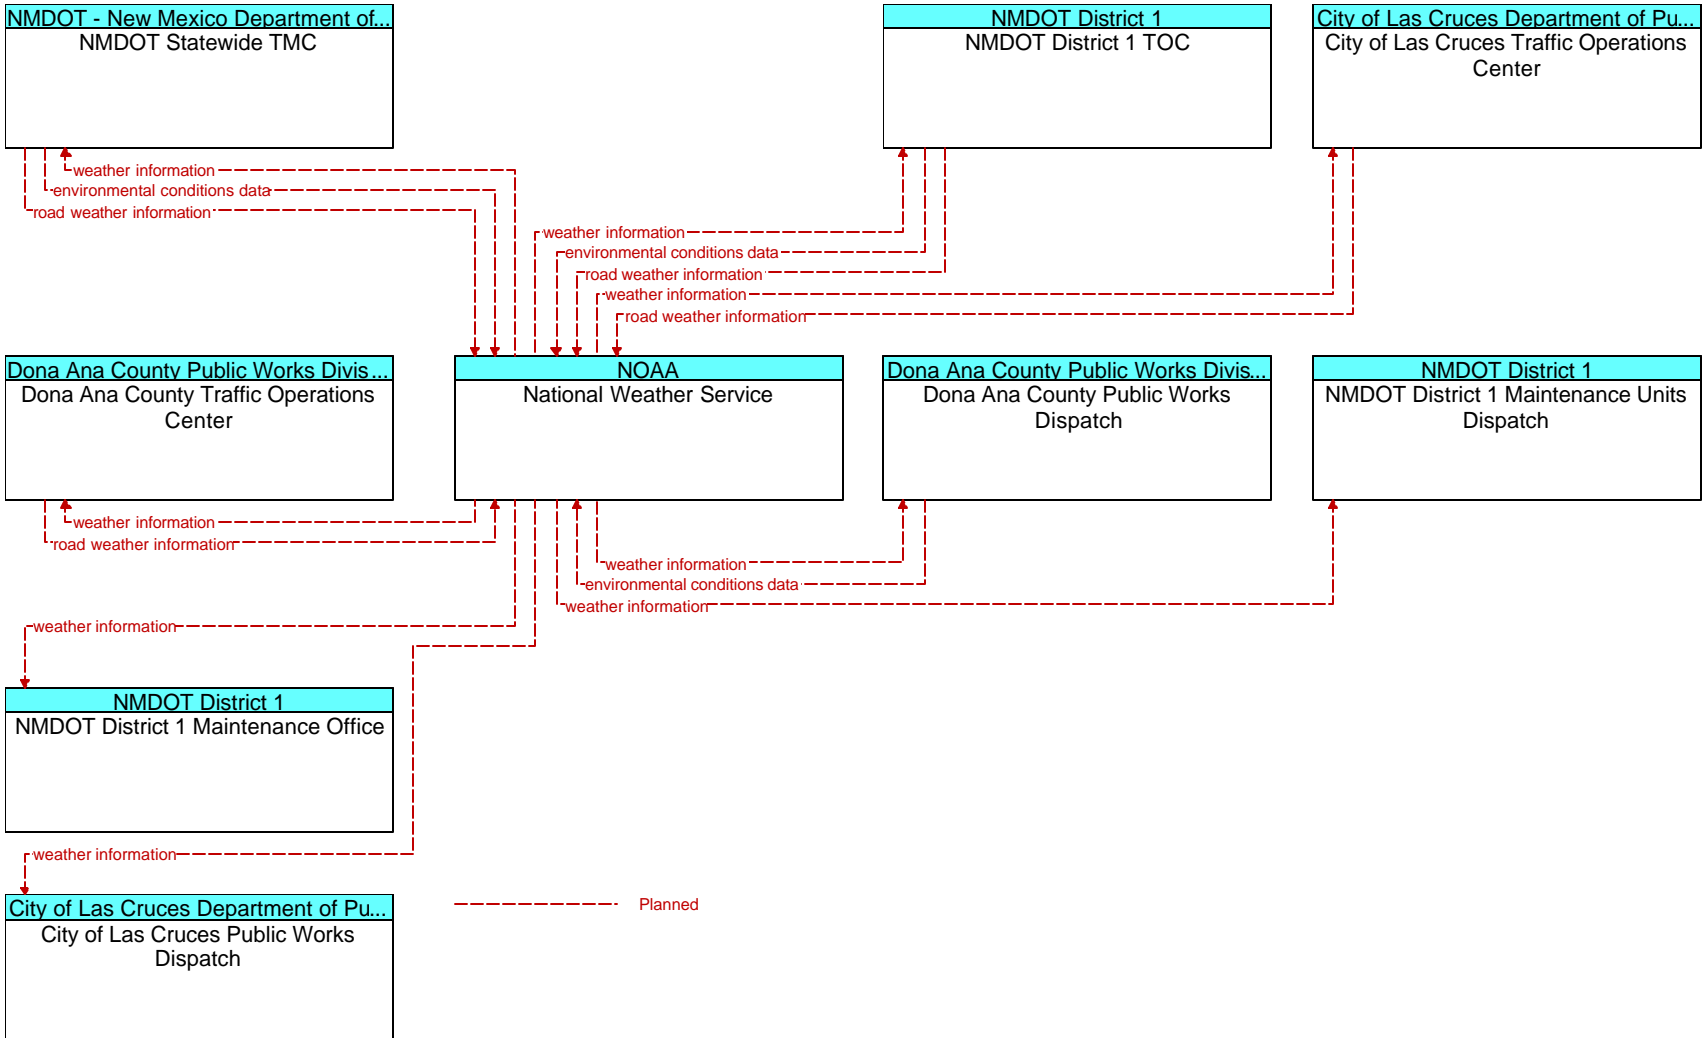 NMDOT - New Mexico Department of...
NMDOT Statewide TMC
NMDOT District 1
NMDOT District 1 TOC
City of Las Cruces Department of Pu...
City of Las Cruces Traffic Operations
Center
weather information
environmental conditions data
road weather information
weather information
environmental conditions data
road weather information
weather information
road weather information
Dona Ana County Public Works Divis...
Dona Ana County Traffic Operations
Center
NOAA
National Weather Service
Dona Ana County Public Works Divis...
Dona Ana County Public Works
Dispatch
NMDOT District 1
NMDOT District 1 Maintenance Units
Dispatch
weather information
road weather information
weather information
environmental conditions data
weather information
weather information
NMDOT District 1
NMDOT District 1 Maintenance Office
weather information
City of Las Cruces Department of Pu...
City of Las Cruces Public Works
Dispatch
Planned